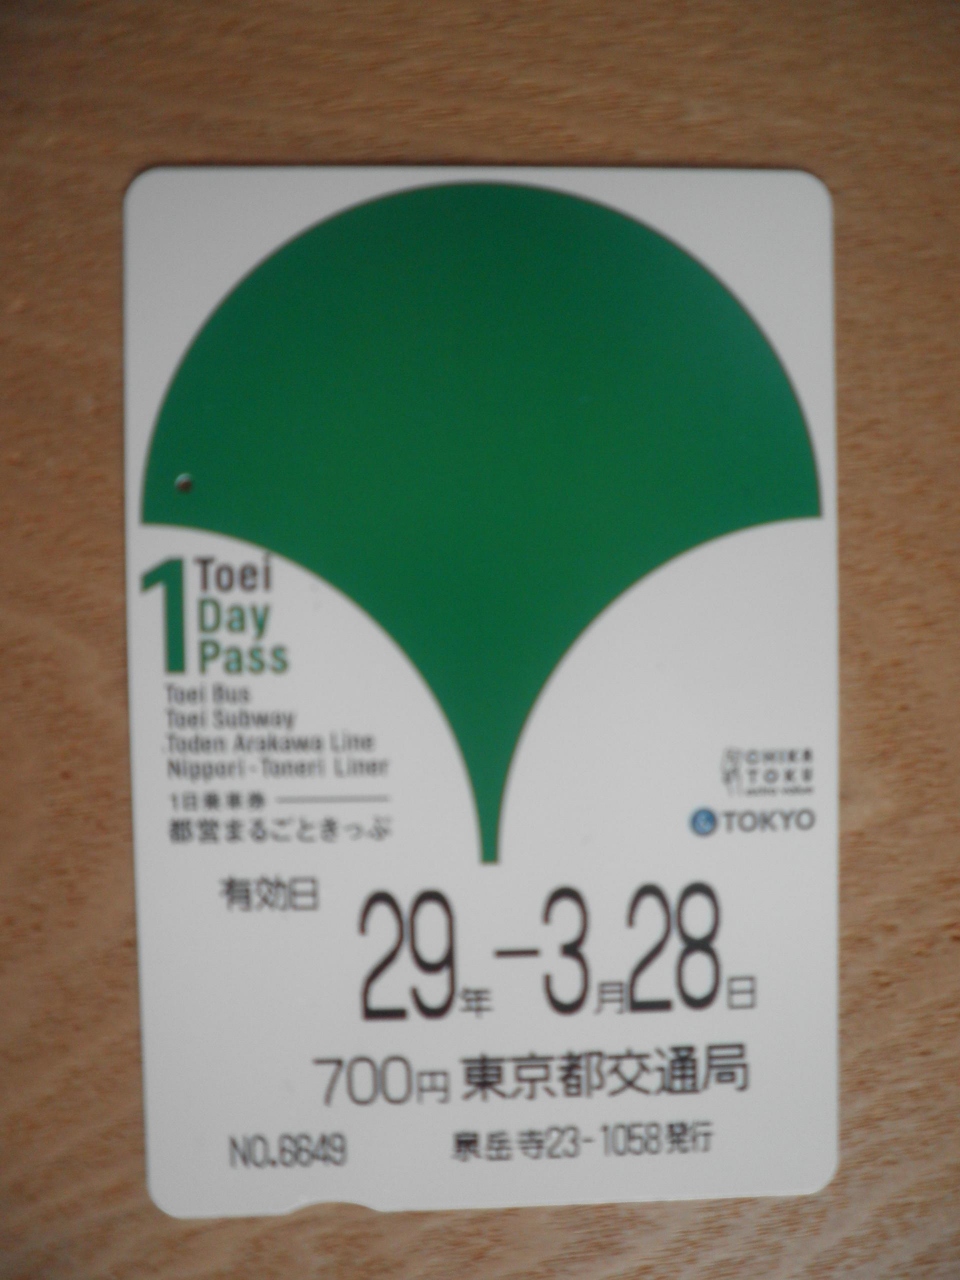 1 Toei
Day
Pass
Toei Bus
Toei Subway
Toden Arakawa Line
Nippori-Toneri Liner
1日乗車券
都営まるごときっぷ
CHIKA
TOKU
TOKYO
有効日
29年-3月28日
700円 東京都交通局
NO.6649 泉岳寺23-1058発行